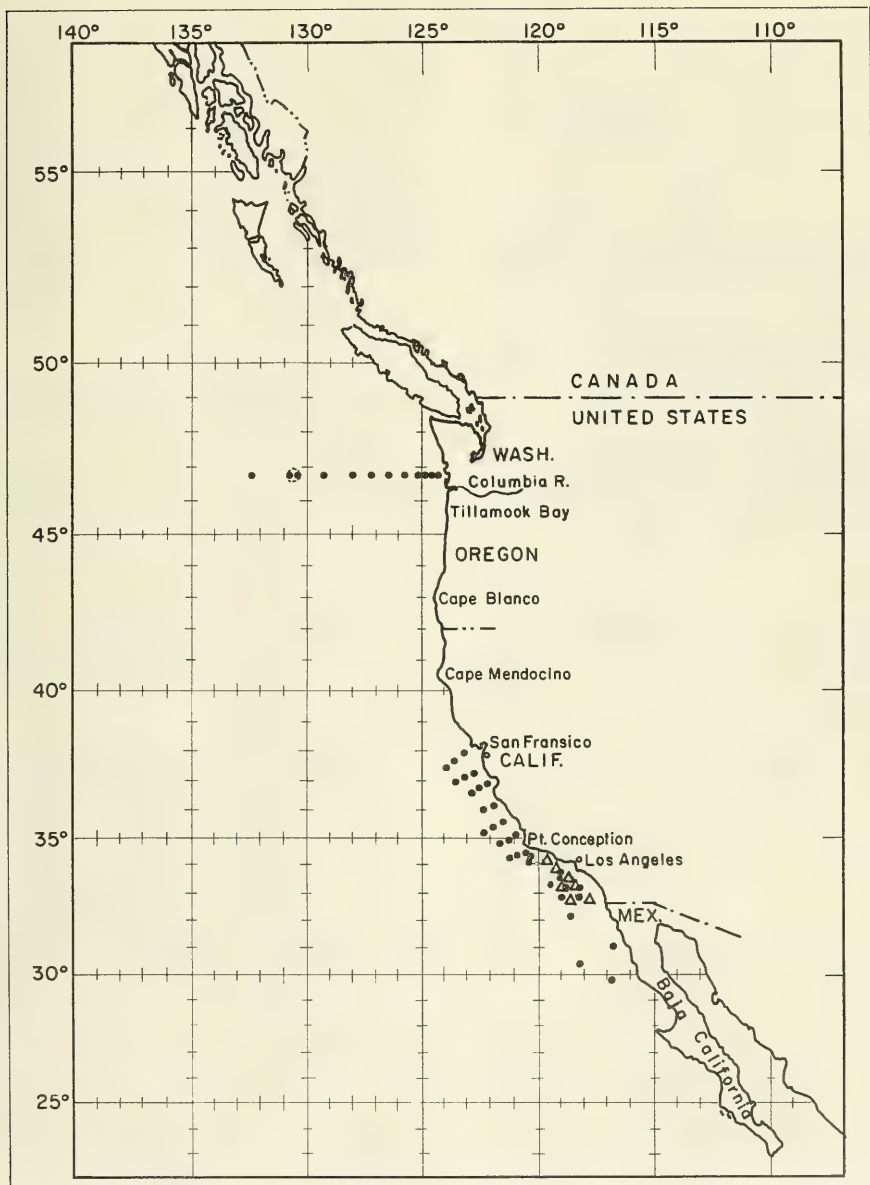 140° 135° 130° 125° 120° 115° 110°
55°
50°
CANADA
UNITED STATES
WASH.
Columbia R.
Tillamook Bay
45°
OREGON
Cape Blanco
Cape Mendocino
40°
San Fransico
CALIF.
35°
Pt. Conception
Los Angeles
MEX.
30°
Baja California
25°